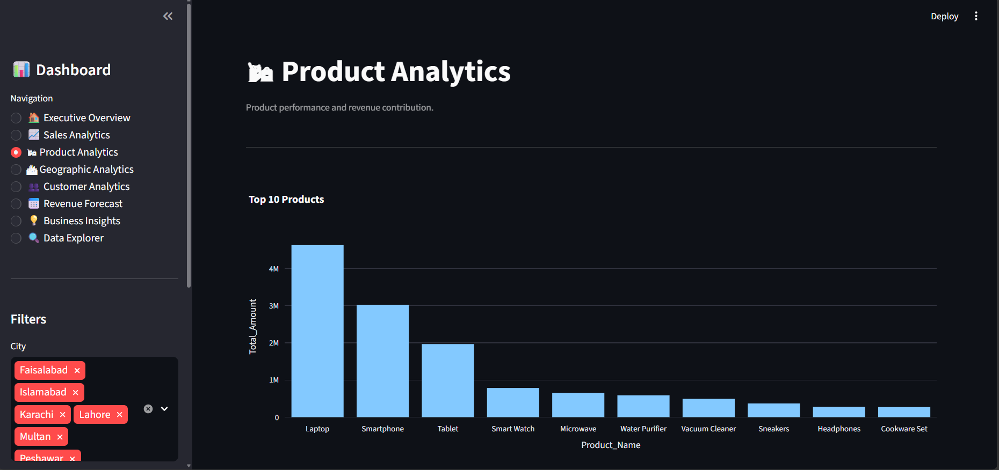 Deploy
Dashboard
Navigation
Executive Overview
Sales Analytics
Product Analytics
Geographic Analytics
Customer Analytics
Revenue Forecast
Business Insights
Data Explorer
Filters
City
Faisalabad
Islamabad
Karachi
Lahore
Multan
Peshawar
Product Analytics
Product performance and revenue contribution.
Top 10 Products
Total_Amount
4M
3M
2M
1M
0
Laptop
Smartphone
Tablet
Smart Watch
Microwave
Water Purifier
Vacuum Cleaner
Sneakers
Headphones
Cookware Set
Product_Name